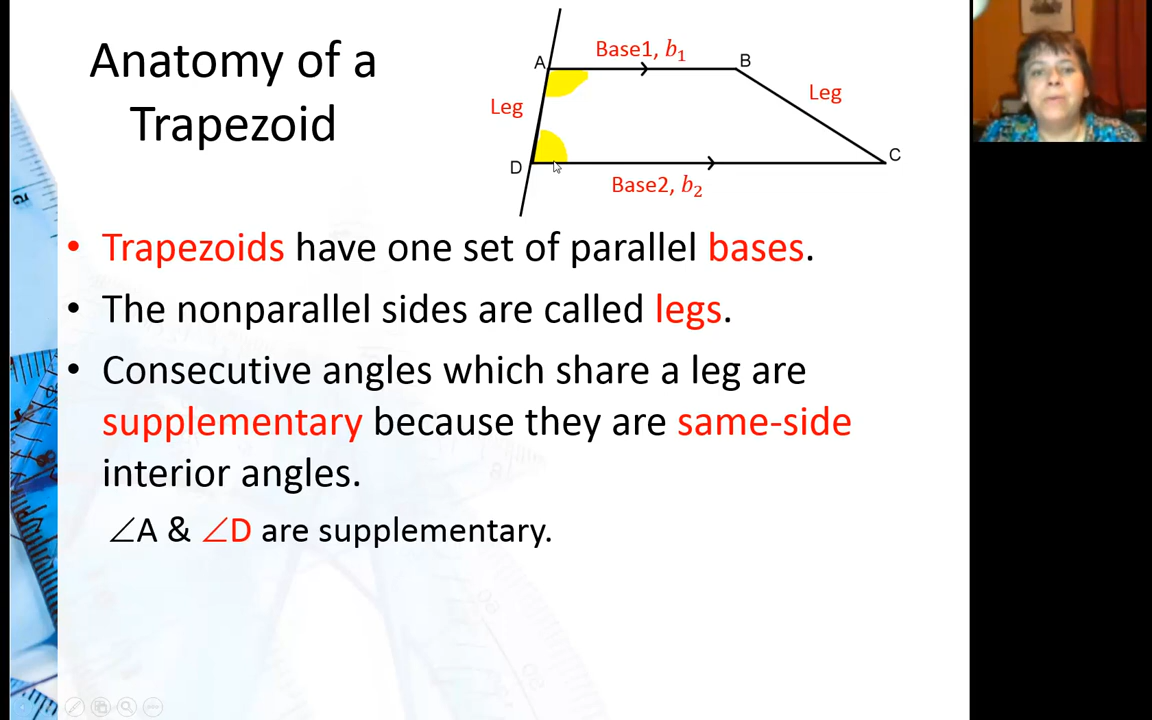 Anatomy of a
Trapezoid
A
Base1, b₁
B
Leg
Leg
D
C
Base2, b₂
• Trapezoids have one set of parallel bases.
• The nonparallel sides are called legs.
• Consecutive angles which share a leg are
supplementary because they are same-side
interior angles.
∠A & ∠D are supplementary.